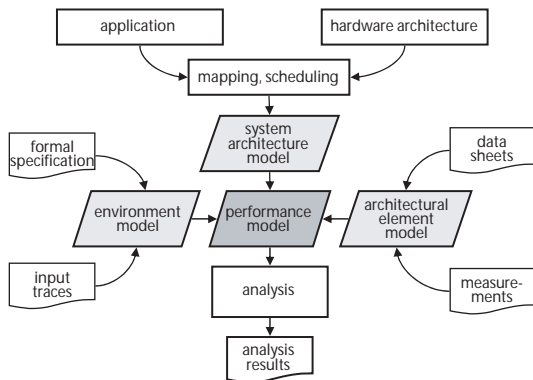 application
hardware architecture
mapping, scheduling
system
architecture
model
formal
specification
data
sheets
environment
model
performance
model
architectural
element
model
input
traces
analysis
measure-
ments
analysis
results